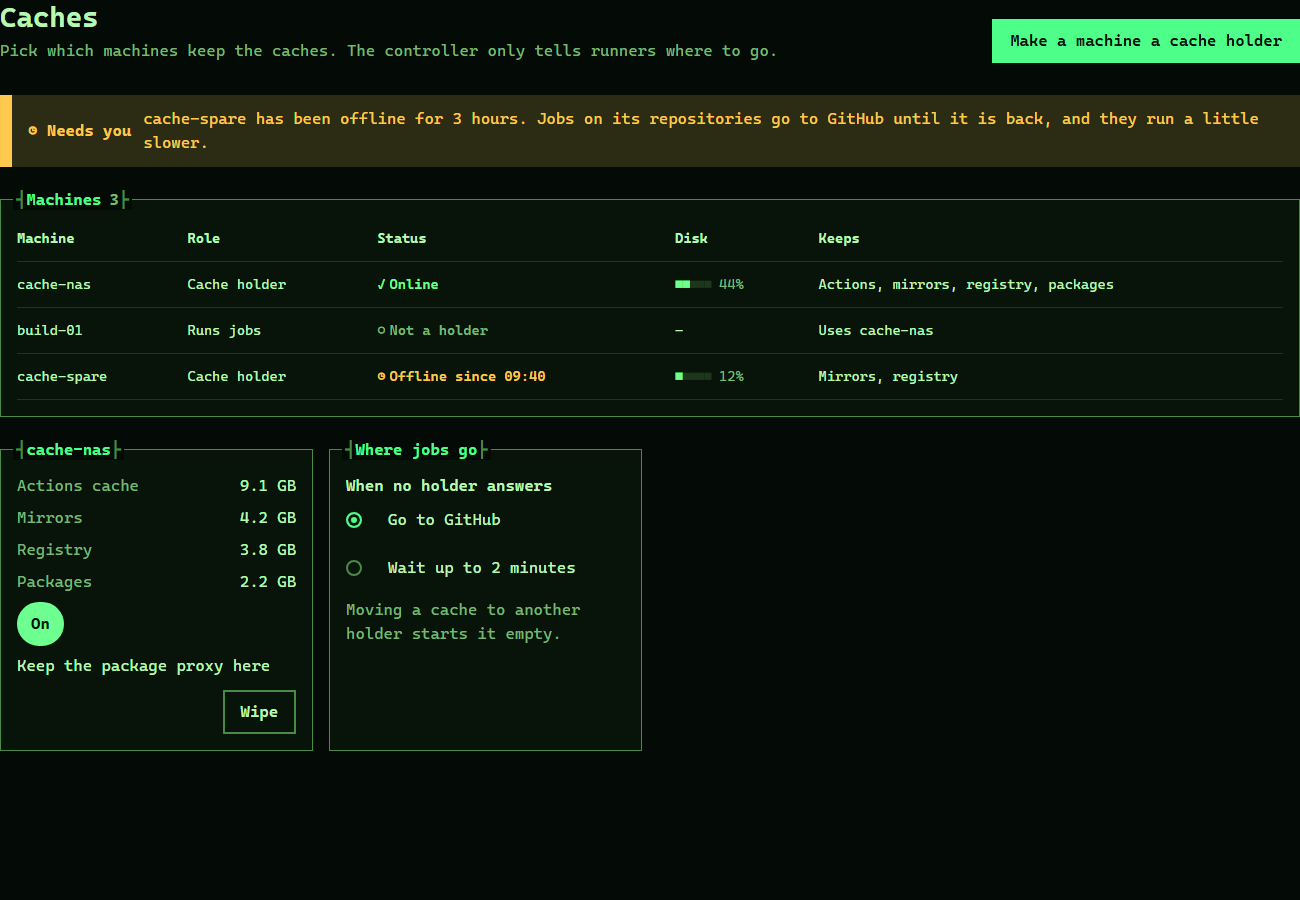 Caches
Pick which machines keep the caches. The controller only tells runners where to go.
Make a machine a cache holder
Needs you
cache-spare has been offline for 3 hours. Jobs on its repositories go to GitHub until it is back, and they run a little
slower.
Machines 3
Machine Role Status Disk Keeps
cache-nas Cache holder ✓ Online 44% Actions, mirrors, registry, packages
build-01 Runs jobs ○ Not a holder — Uses cache-nas
cache-spare Cache holder Offline since 09:40 12% Mirrors, registry
cache-nas
Actions cache 9.1 GB
Mirrors 4.2 GB
Registry 3.8 GB
Packages 2.2 GB
On
Keep the package proxy here
Wipe
Where jobs go
When no holder answers
Go to GitHub
Wait up to 2 minutes
Moving a cache to another
holder starts it empty.